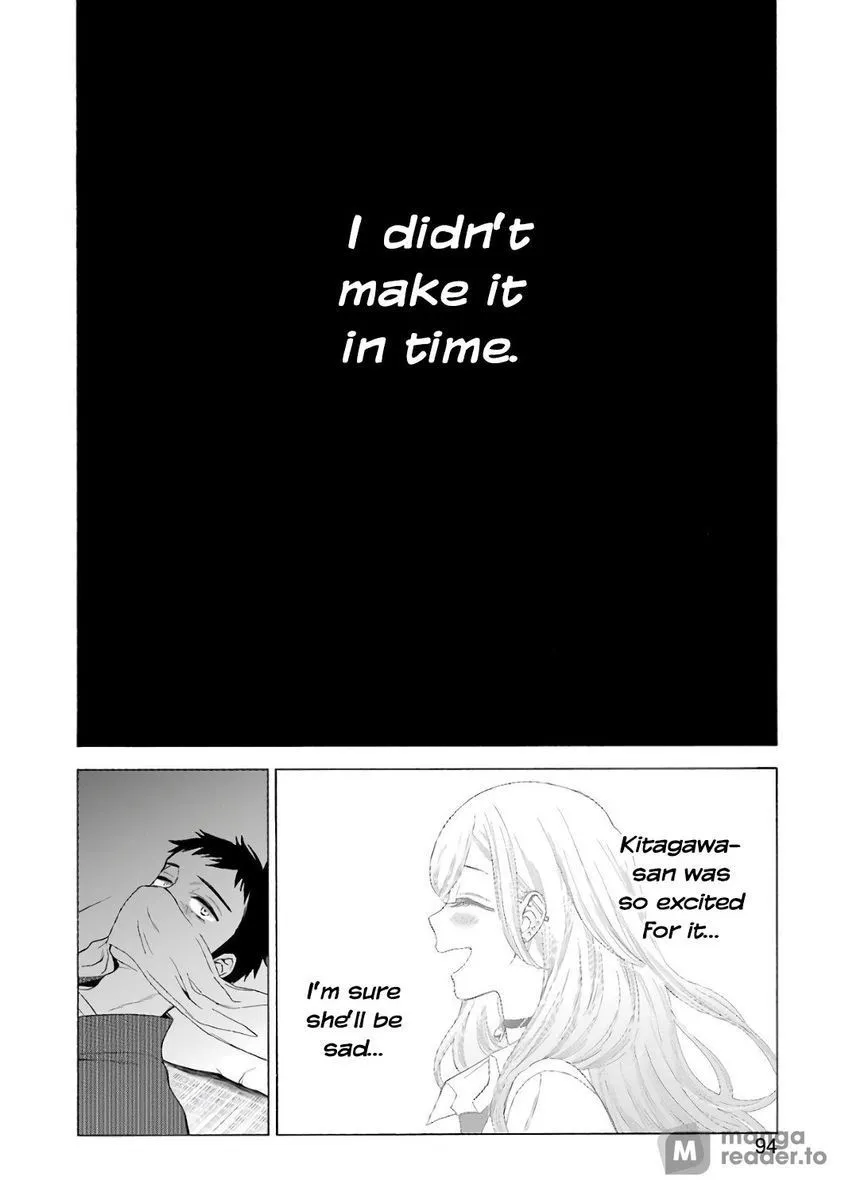 I didn't
make it
in time.
Kitagawa-
san was
so excited
For it...
I'm sure
she'll be
sad...
94
M manga
reader.to